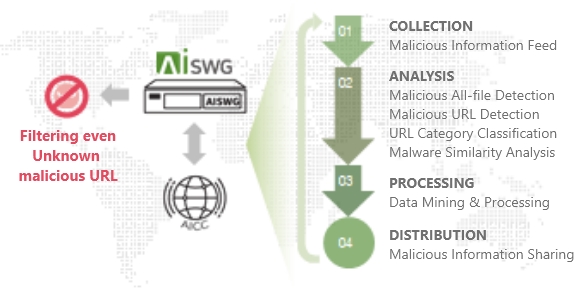 AiSWG
AISWG
Filtering even
Unknown
malicious URL
AICC
01
COLLECTION
Malicious Information Feed
02
ANALYSIS
Malicious All-file Detection
Malicious URL Detection
URL Category Classification
Malware Similarity Analysis
03
PROCESSING
Data Mining & Processing
04
DISTRIBUTION
Malicious Information Sharing